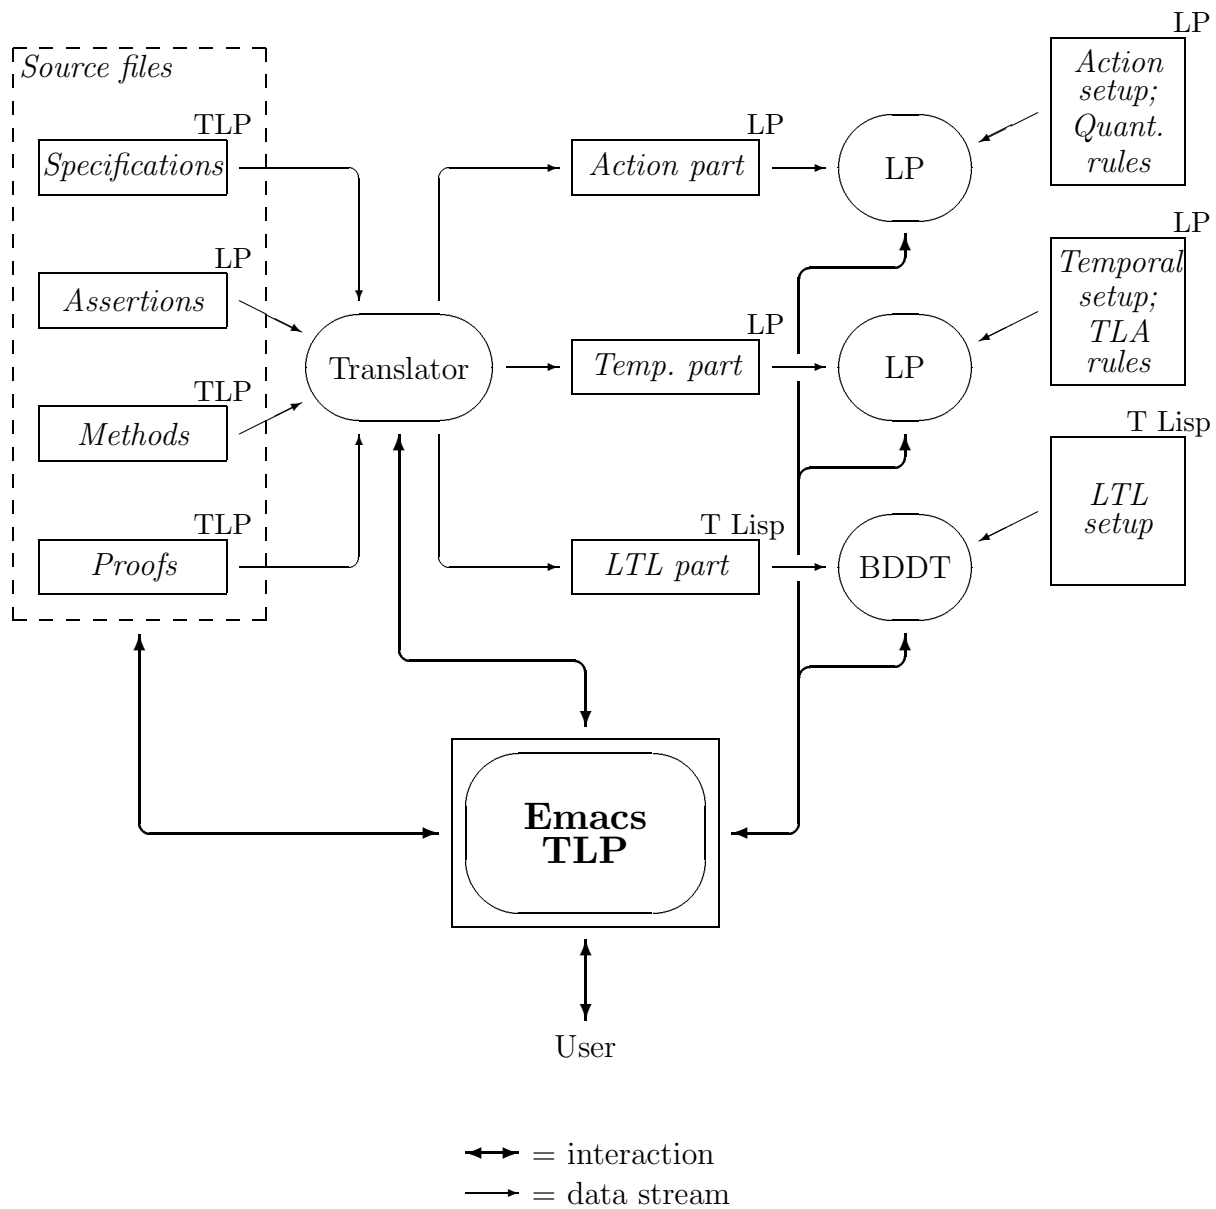 LP
Source files
Action
setup;
Quant.
rules
TLP
Specifications
LP
Action part
LP
LP
Temporal
setup;
TLA
rules
LP
Assertions
Translator
LP
Temp. part
LP
TLP
Methods
T Lisp
LTL
setup
TLP
Proofs
T Lisp
LTL part
BDDT
Emacs
TLP
User
= interaction
= data stream